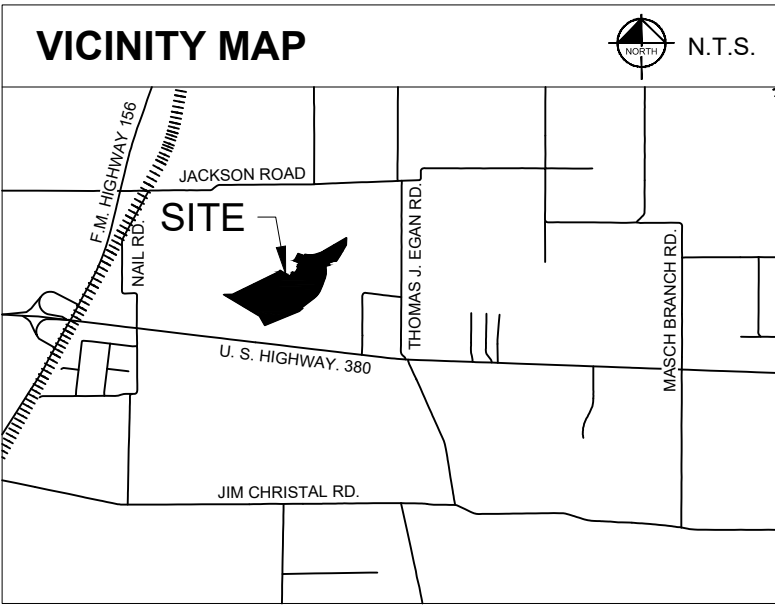 VICINITY MAP
NORTH
N.T.S.
F.M. HIGHWAY 156
JACKSON ROAD
NAIL RD.
SITE
THOMAS J. EGAN RD.
MASCH BRANCH RD.
U. S. HIGHWAY. 380
JIM CHRISTAL RD.